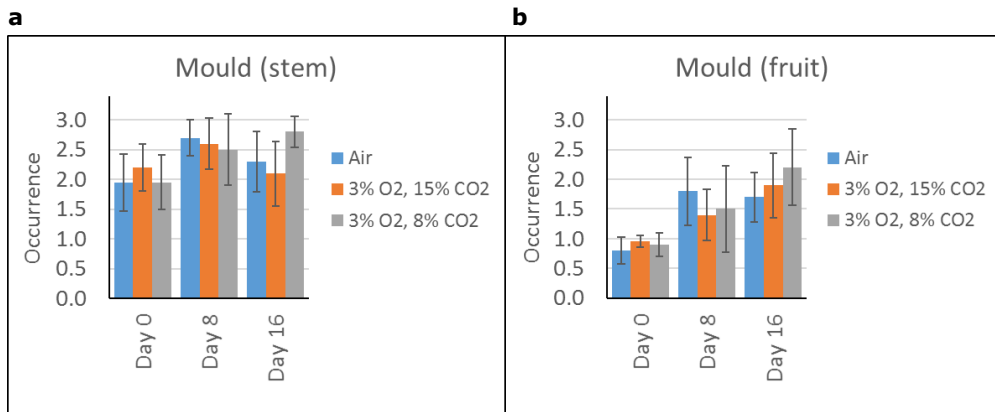 a
Mould (stem)
Occurrence
3.0
2.5
2.0
1.5
1.0
0.5
0.0
Day 0
Day 8
Day 16
Air
3% O2, 15% CO2
3% O2, 8% CO2
b
Mould (fruit)
Occurrence
3.0
2.5
2.0
1.5
1.0
0.5
0.0
Day 0
Day 8
Day 16
Air
3% O2, 15% CO2
3% O2, 8% CO2